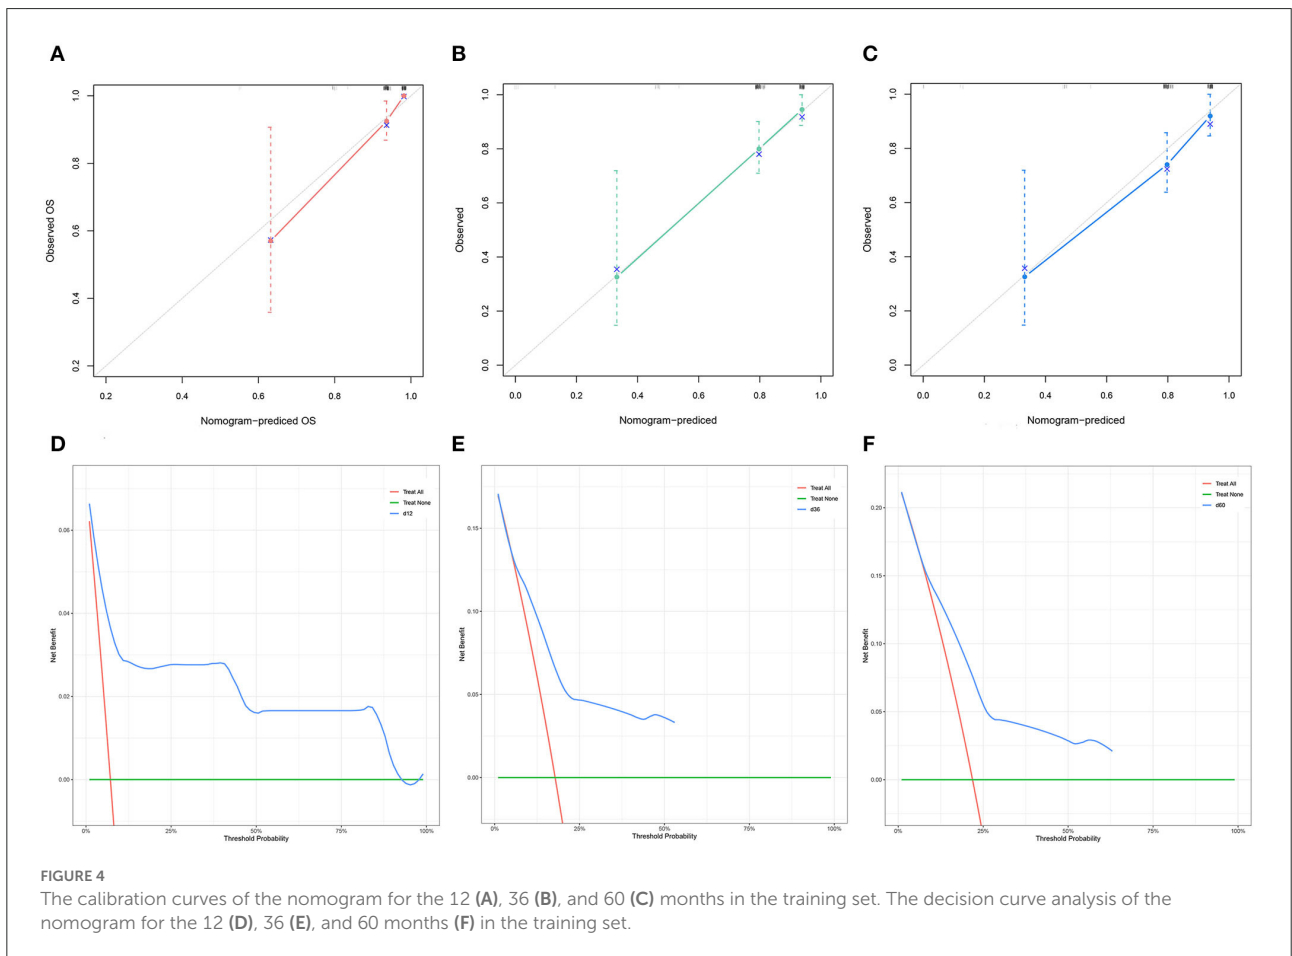 A
B
C
1.0
0.8
0.6
0.4
0.2
Observed OS
0.2
0.4
0.6
0.8
1.0
Nomogram-prediced OS
1.0
0.8
0.6
0.4
0.2
0.0
Observed
0.0
0.2
0.4
0.6
0.8
1.0
Nomogram-prediced
1.0
0.8
0.6
0.4
0.2
0.0
Observed
0.0
0.2
0.4
0.6
0.8
1.0
Nomogram-prediced
D
E
F
0.06
0.04
0.02
0.00
Net Benefit
Treat All
Treat None
d12
0%
25%
50%
75%
100%
Threshold Probability
0.15
0.10
0.05
0.00
Net Benefit
Treat All
Treat None
d36
0%
25%
50%
75%
100%
Threshold Probability
0.20
0.15
0.10
0.05
0.00
Net Benefit
Treat All
Treat None
d60
0%
25%
50%
75%
100%
Threshold Probability
FIGURE 4
The calibration curves of the nomogram for the 12 (A), 36 (B), and 60 (C) months in the training set. The decision curve analysis of the
nomogram for the 12 (D), 36 (E), and 60 months (F) in the training set.